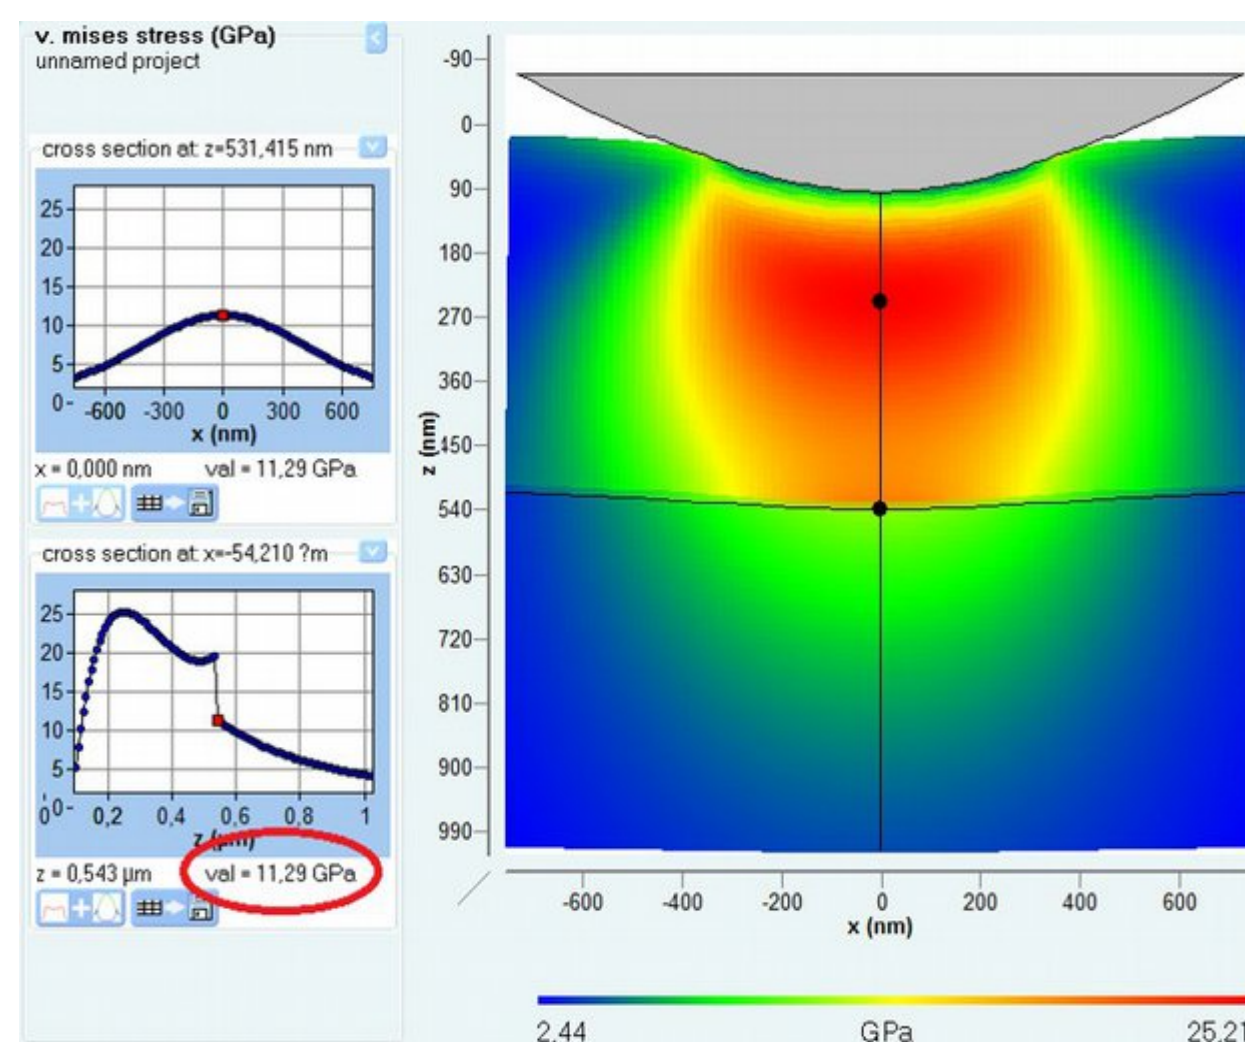 v. mises stress (GPa)
unnamed project
cross section at: z=531,415 nm
25
20
15
10
5
0
-600 -300 0 300 600
x (nm)
x = 0,000 nm val = 11,29 GPa
cross section at: x=-54,210 ?m
25
20
15
10
5
0
0 0,2 0,4 0,6 0,8 1
z (µm)
z = 0,543 µm val = 11,29 GPa
-90
0
90
180
270
360
450
540
630
720
810
900
990
z (nm)
-600 -400 -200 0 200 400 600
x (nm)
2,44 GPa 25,21